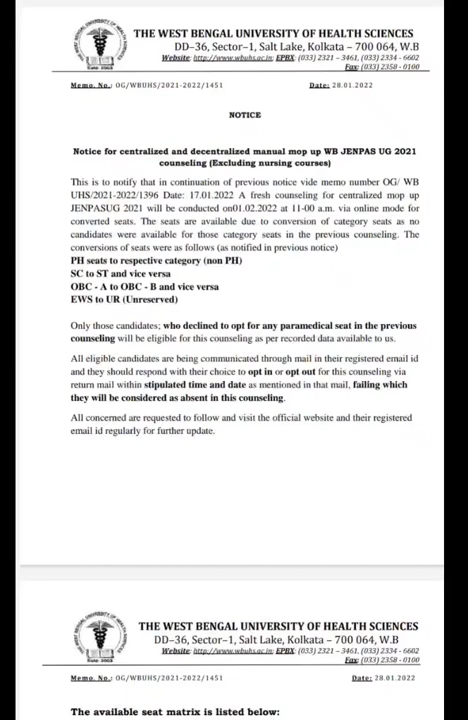 THE WEST BENGAL UNIVERSITY OF HEALTH SCIENCES
DD–36, Sector–1, Salt Lake, Kolkata – 700 064, W.B
Website: http://www.wbuhs.ac.in; EPBX: (033) 2321 – 3461, (033) 2334 - 6602
Fax: (033) 2358 - 0100
Memo. No.: OG/WBUHS/2021-2022/1451 Date: 28.01.2022
NOTICE
Notice for centralized and decentralized manual mop up WB JENPAS UG 2021
counseling (Excluding nursing courses)
This is to notify that in continuation of previous notice vide memo number OG/ WB
UHS/2021-2022/1396 Date: 17.01.2022 A fresh counseling for centralized mop up
JENPASUG 2021 will be conducted on01.02.2022 at 11-00 a.m. via online mode for
converted seats. The seats are available due to conversion of category seats as no
candidates were available for those category seats in the previous counseling. The
conversions of seats were as follows (as notified in previous notice)
PH seats to respective category (non PH)
SC to ST and vice versa
OBC - A to OBC - B and vice versa
EWS to UR (Unreserved)
Only those candidates; who declined to opt for any paramedical seat in the previous
counseling will be eligible for this counseling as per recorded data available to us.
All eligible candidates are being communicated through mail in their registered email id
and they should respond with their choice to opt in or opt out for this counseling via
return mail within stipulated time and date as mentioned in that mail, failing which
they will be considered as absent in this counseling.
All concerned are requested to follow and visit the official website and their registered
email id regularly for further update.
THE WEST BENGAL UNIVERSITY OF HEALTH SCIENCES
DD–36, Sector–1, Salt Lake, Kolkata – 700 064, W.B
Website: http://www.wbuhs.ac.in; EPBX: (033) 2321 – 3461, (033) 2334 - 6602
Fax: (033) 2358 - 0100
Memo. No.: OG/WBUHS/2021-2022/1451 Date: 28.01.2022
The available seat matrix is listed below: